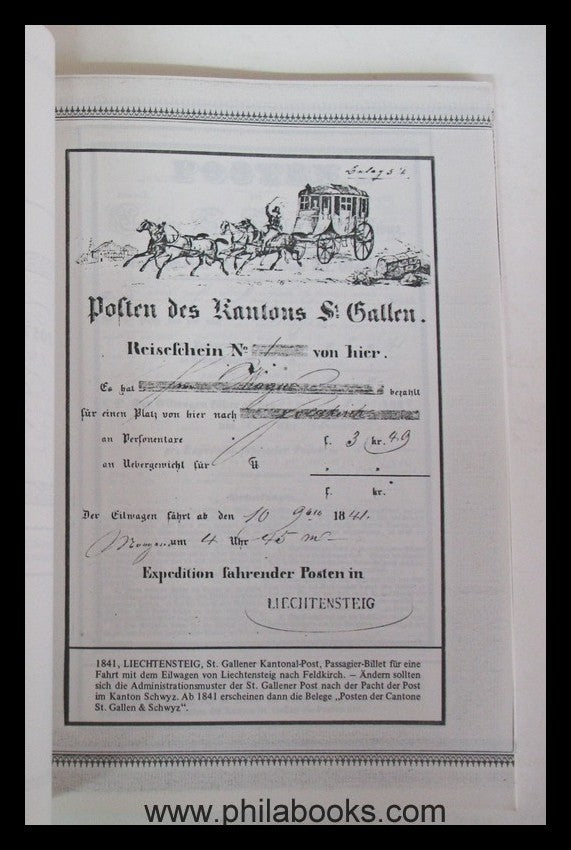 Posten des Kantons St. Gallen.
Reiseschein No 1 von hier.
Es hat bezahlt
für einen Platz von hier nach
an Personentare f. 3 kr. 49
an Uebergewicht für " ℔ " "
f. kr.
Der Eilwagen fährt ab den 10 9bre 1841.
Morgens um 4 Uhr 45 m
Expedition fahrender Posten in
LIECHTENSTEIG
1841, LIECHTENSTEIG, St. Gallener Kantonal-Post, Passagier-Billet für eine
Fahrt mit dem Eilwagen von Liechtensteig nach Feldkirch. – Ändern sollten
sich die Administrationsmuster der St. Gallener Post nach der Pacht der Post
im Kanton Schwyz. Ab 1841 erscheinen dann die Belege „Posten der Cantone
St. Gallen & Schwyz".
www.philabooks.com